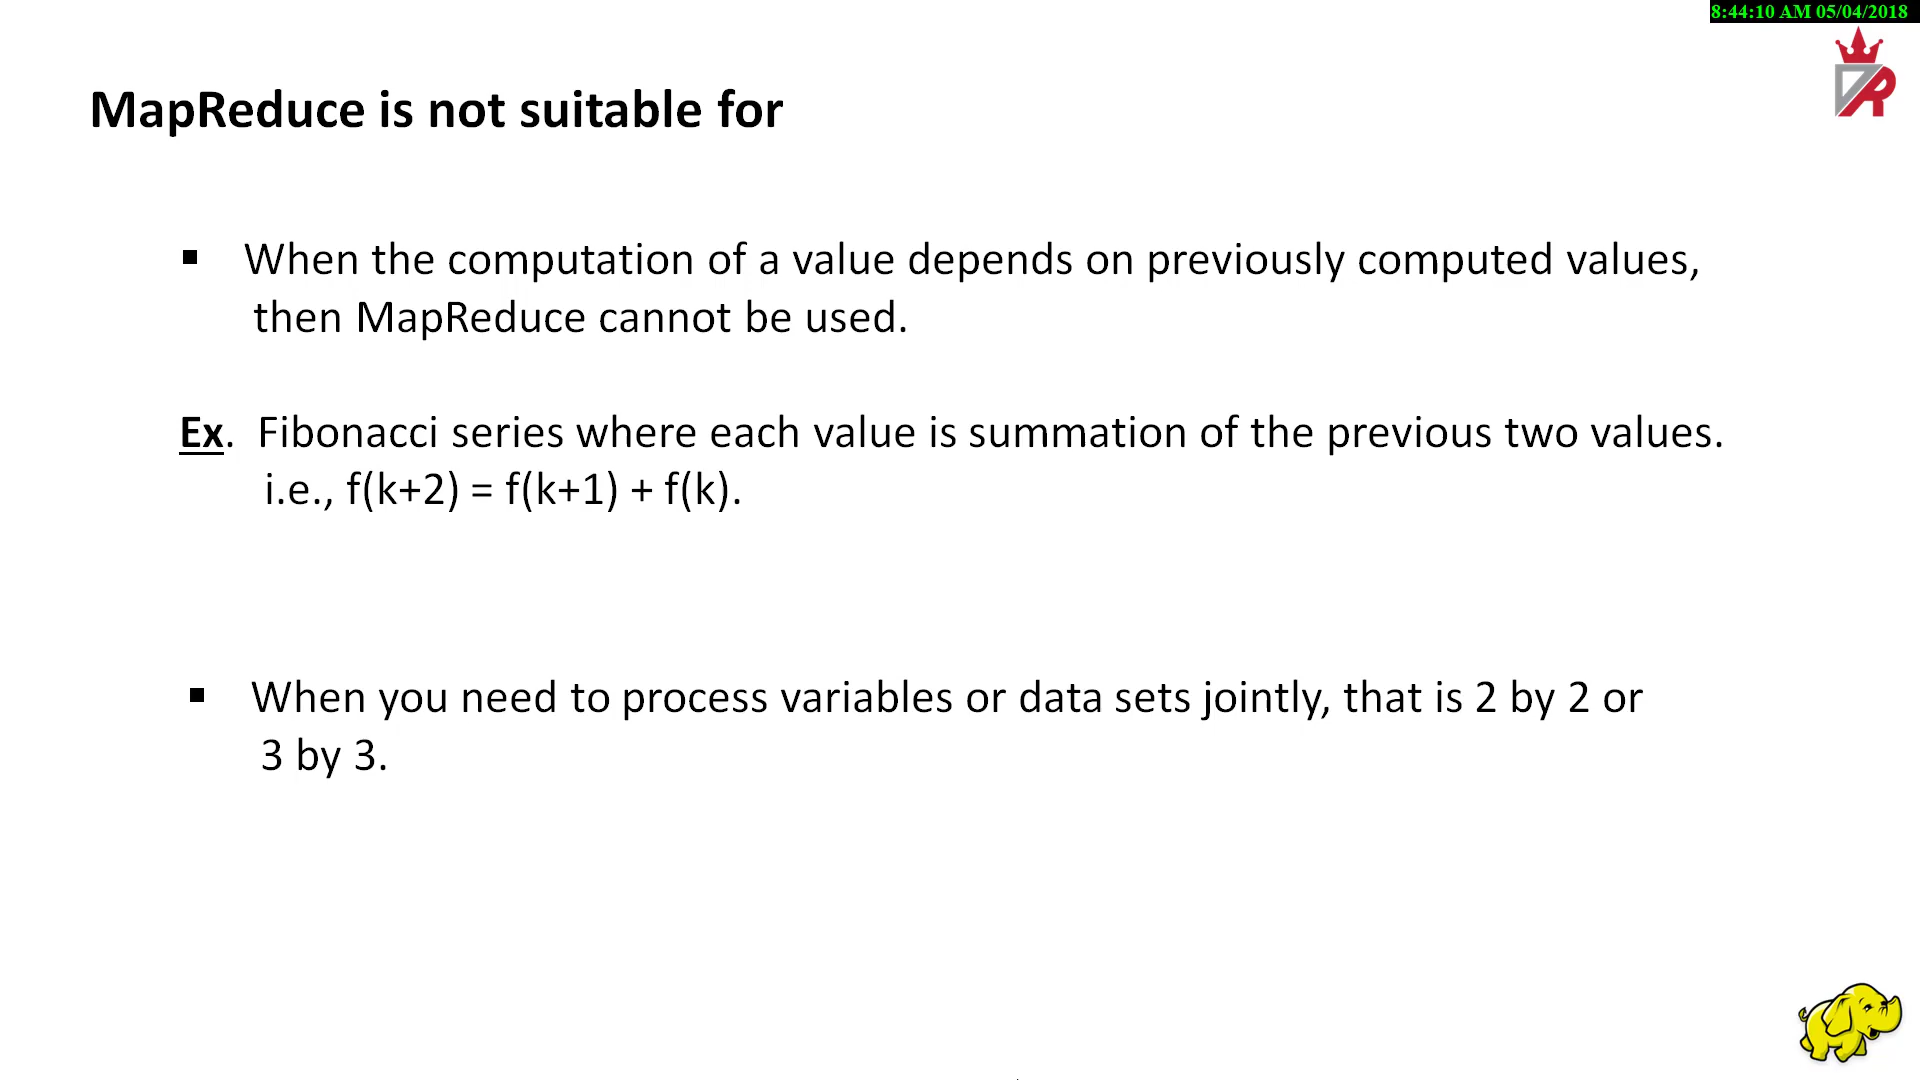 8:44:10 AM 05/04/2018
MapReduce is not suitable for
▪ When the computation of a value depends on previously computed values,
then MapReduce cannot be used.
Ex. Fibonacci series where each value is summation of the previous two values.
i.e., f(k+2) = f(k+1) + f(k).
▪ When you need to process variables or data sets jointly, that is 2 by 2 or
3 by 3.